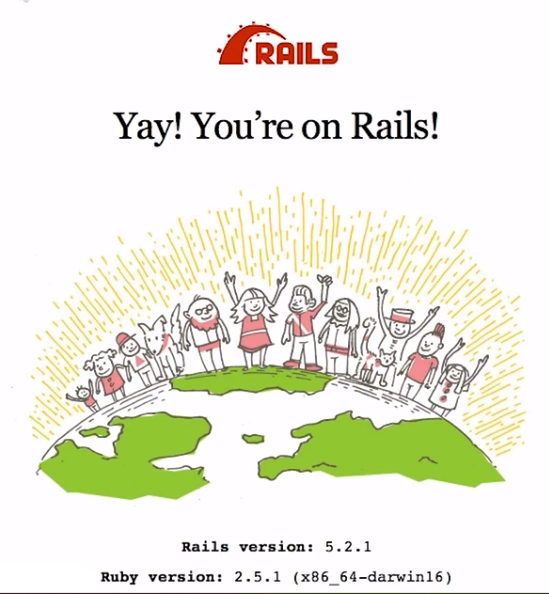 RAILS
Yay! You’re on Rails!
Rails version: 5.2.1
Ruby version: 2.5.1 (x86_64-darwin16)